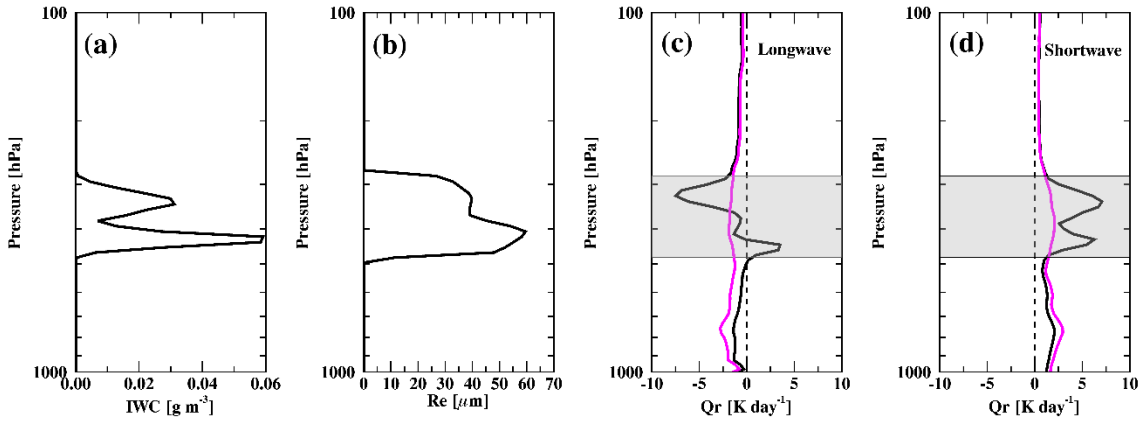 (a)
100
1000
Pressure [hPa]
0.00 0.02 0.04 0.06
IWC [g m⁻³]
(b)
100
1000
Pressure [hPa]
0 10 20 30 40 50 60 70
Re [μm]
(c)
Longwave
100
1000
Pressure [hPa]
-10 -5 0 5 10
Qr [K day⁻¹]
(d)
Shortwave
100
1000
Pressure [hPa]
-10 -5 0 5 10
Qr [K day⁻¹]